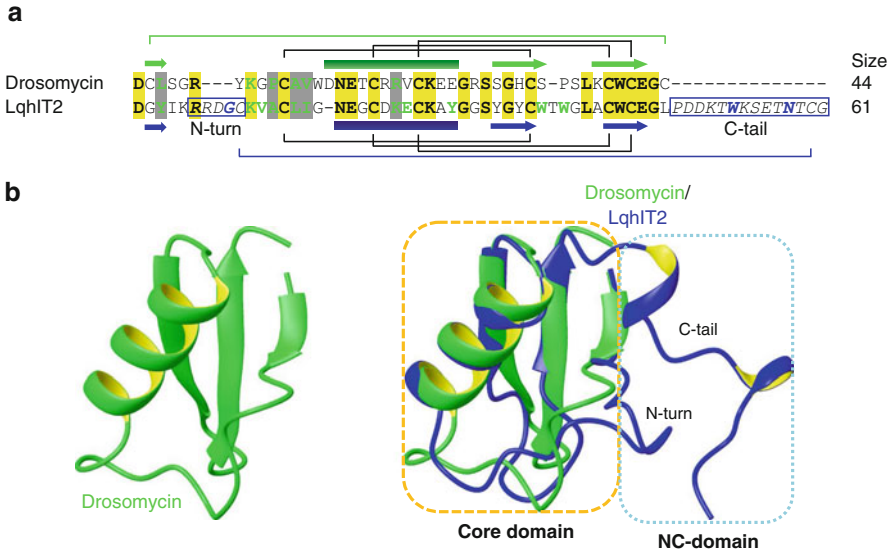 a
Size
Drosomycin DCLSGR---YKGPCAVWDNETCRRVCKEEGRSSGHCS-PSLKCWCEGC-------------- 44
LqhIT2 DGYIKRRDGCKVACLIG-NEGCDKECKAYGGSYGYCWTWGLACWCEGLPDDKTWKSETNTCG 61
N-turn C-tail
b
Drosomycin/
LqhIT2
C-tail
N-turn
Drosomycin
Core domain
NC-domain